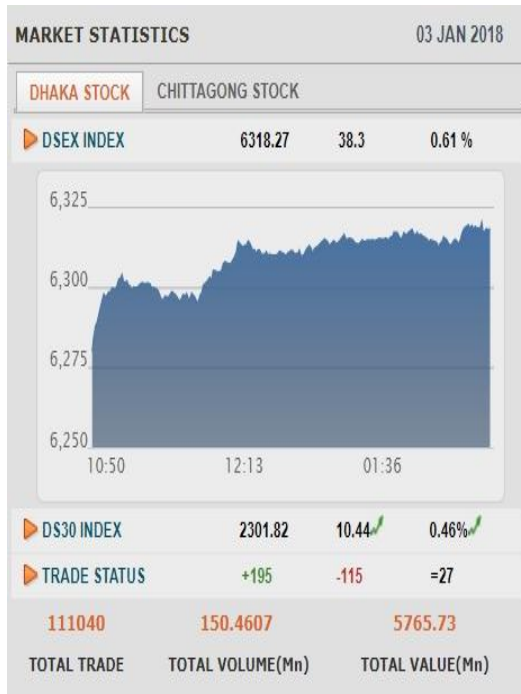 MARKET STATISTICS 03 JAN 2018
DHAKA STOCK CHITTAGONG STOCK
DSEX INDEX 6318.27 38.3 0.61 %
6,325
6,300
6,275
6,250
10:50 12:13 01:36
DS30 INDEX 2301.82 10.44 0.46%
TRADE STATUS +195 -115 =27
111040 150.4607 5765.73
TOTAL TRADE TOTAL VOLUME(Mn) TOTAL VALUE(Mn)